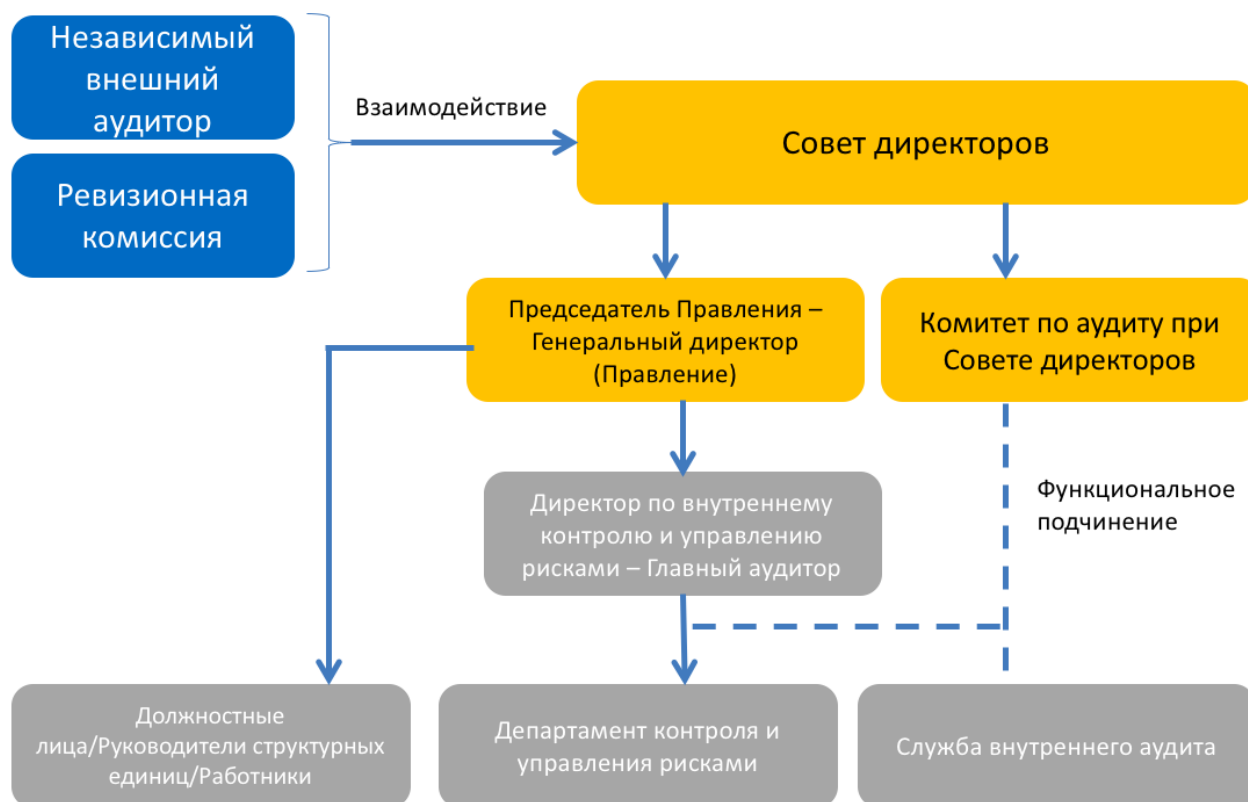 Независимый
внешний
аудитор
Взаимодействие
Совет директоров
Ревизионная
комиссия
Председатель Правления –
Генеральный директор
(Правление)
Комитет по аудиту при
Совете директоров
Директор по внутреннему
контролю и управлению
рисками – Главный аудитор
Функциональное
подчинение
Должностные
лица/Руководители структурных
единиц/Работники
Департамент контроля и
управления рисками
Служба внутреннего аудита